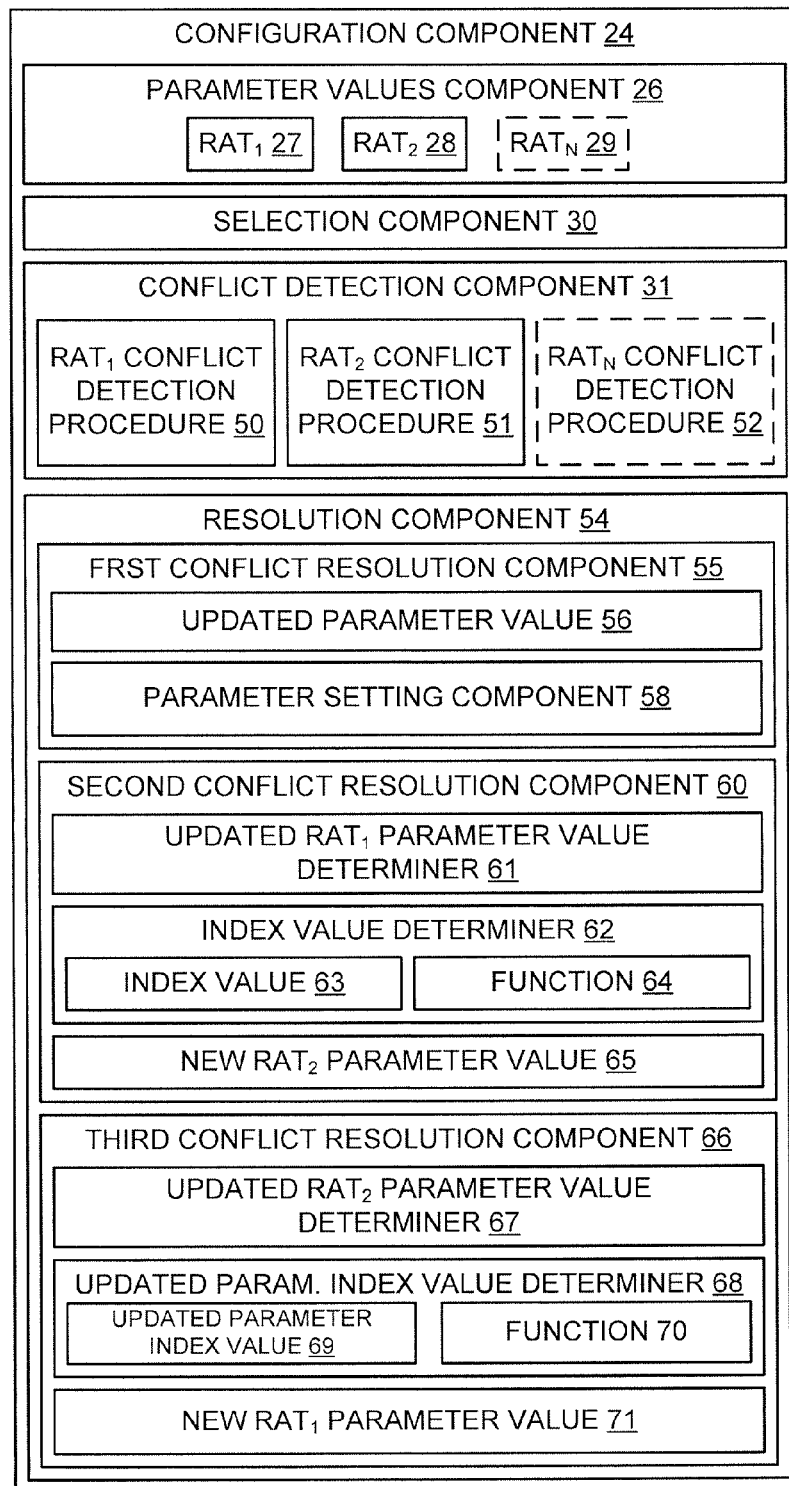 CONFIGURATION COMPONENT 24
PARAMETER VALUES COMPONENT 26
RAT₁ 27 RAT₂ 28 RAT_N 29
SELECTION COMPONENT 30
CONFLICT DETECTION COMPONENT 31
RAT₁ CONFLICT
DETECTION
PROCEDURE 50
RAT₂ CONFLICT
DETECTION
PROCEDURE 51
RAT_N CONFLICT
DETECTION
PROCEDURE 52
RESOLUTION COMPONENT 54
FRST CONFLICT RESOLUTION COMPONENT 55
UPDATED PARAMETER VALUE 56
PARAMETER SETTING COMPONENT 58
SECOND CONFLICT RESOLUTION COMPONENT 60
UPDATED RAT₁ PARAMETER VALUE
DETERMINER 61
INDEX VALUE DETERMINER 62
INDEX VALUE 63 FUNCTION 64
NEW RAT₂ PARAMETER VALUE 65
THIRD CONFLICT RESOLUTION COMPONENT 66
UPDATED RAT₂ PARAMETER VALUE
DETERMINER 67
UPDATED PARAM. INDEX VALUE DETERMINER 68
UPDATED PARAMETER
INDEX VALUE 69
FUNCTION 70
NEW RAT₁ PARAMETER VALUE 71